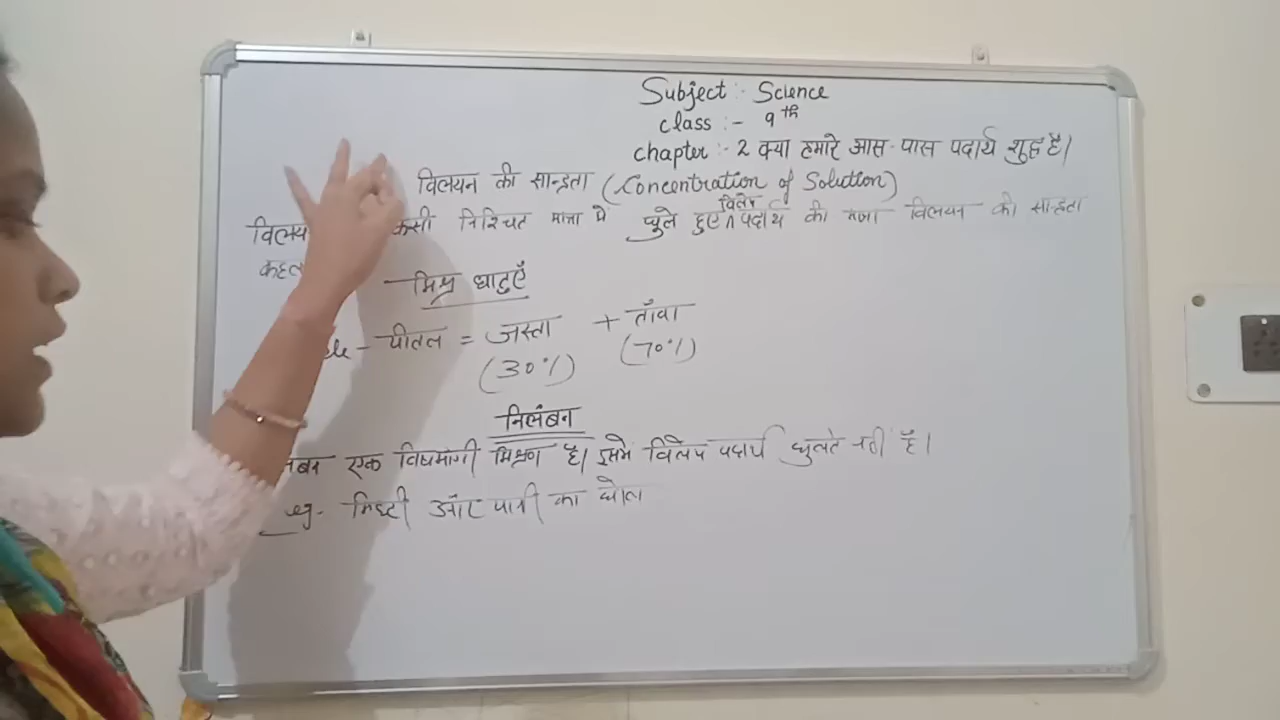 Subject :- Science
class :- 9th
chapter :- 2 क्या हमारे आस-पास पदार्थ शुद्ध है।
विलयन की सान्द्रता (Concentration of Solution)
निश्चित मात्रा में घुले हुए विलेय पदार्थ की मात्रा विलयन की सान्द्रता
मिश्र धातुएँ
पीतल = जस्ता + ताँबा
(30%) (70%)
निलंबन
एक विषमांगी मिश्रण है। इसमें विलेय पदार्थ घुलते नहीं है।
eg- मिट्टी और पानी का घोल